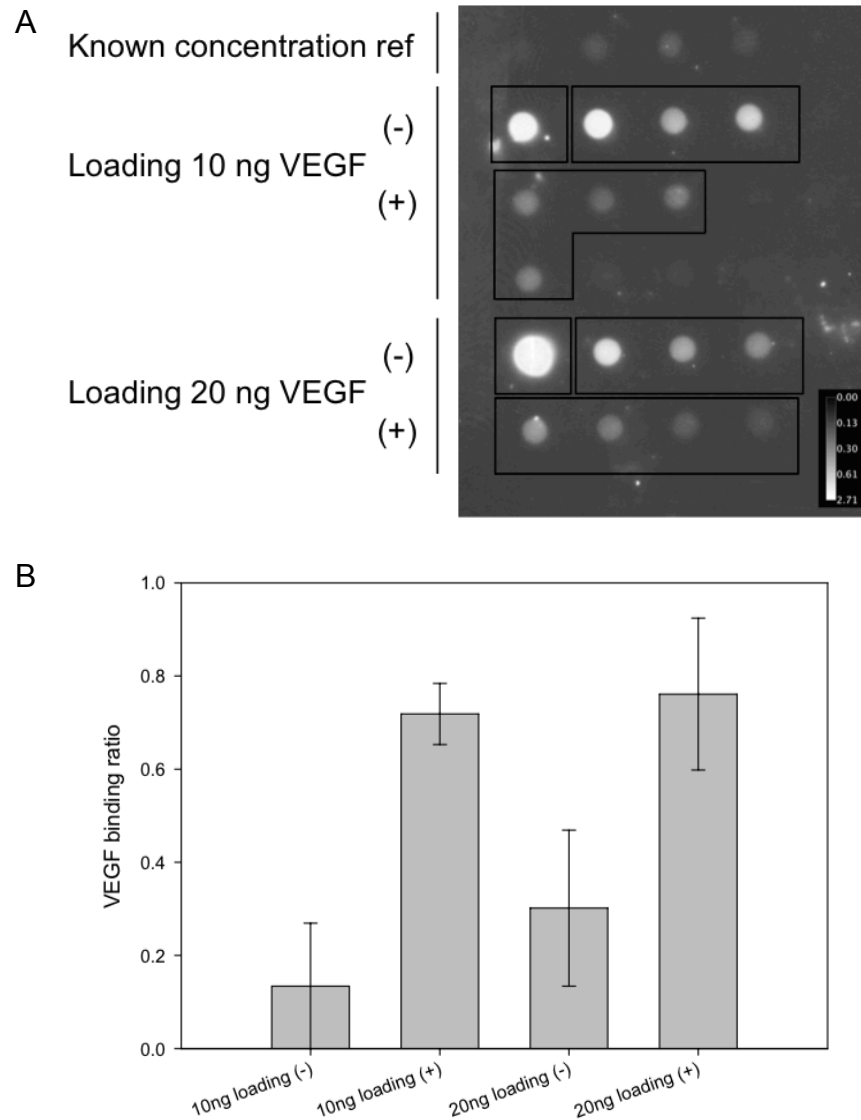 A
Known concentration ref
(-)
Loading 10 ng VEGF
(+)
(-)
Loading 20 ng VEGF
(+)
0.00
0.13
0.30
0.61
2.71
B
1.0
0.8
0.6
0.4
0.2
0.0
VEGF binding ratio
10ng loading (-)
10ng loading (+)
20ng loading (-)
20ng loading (+)